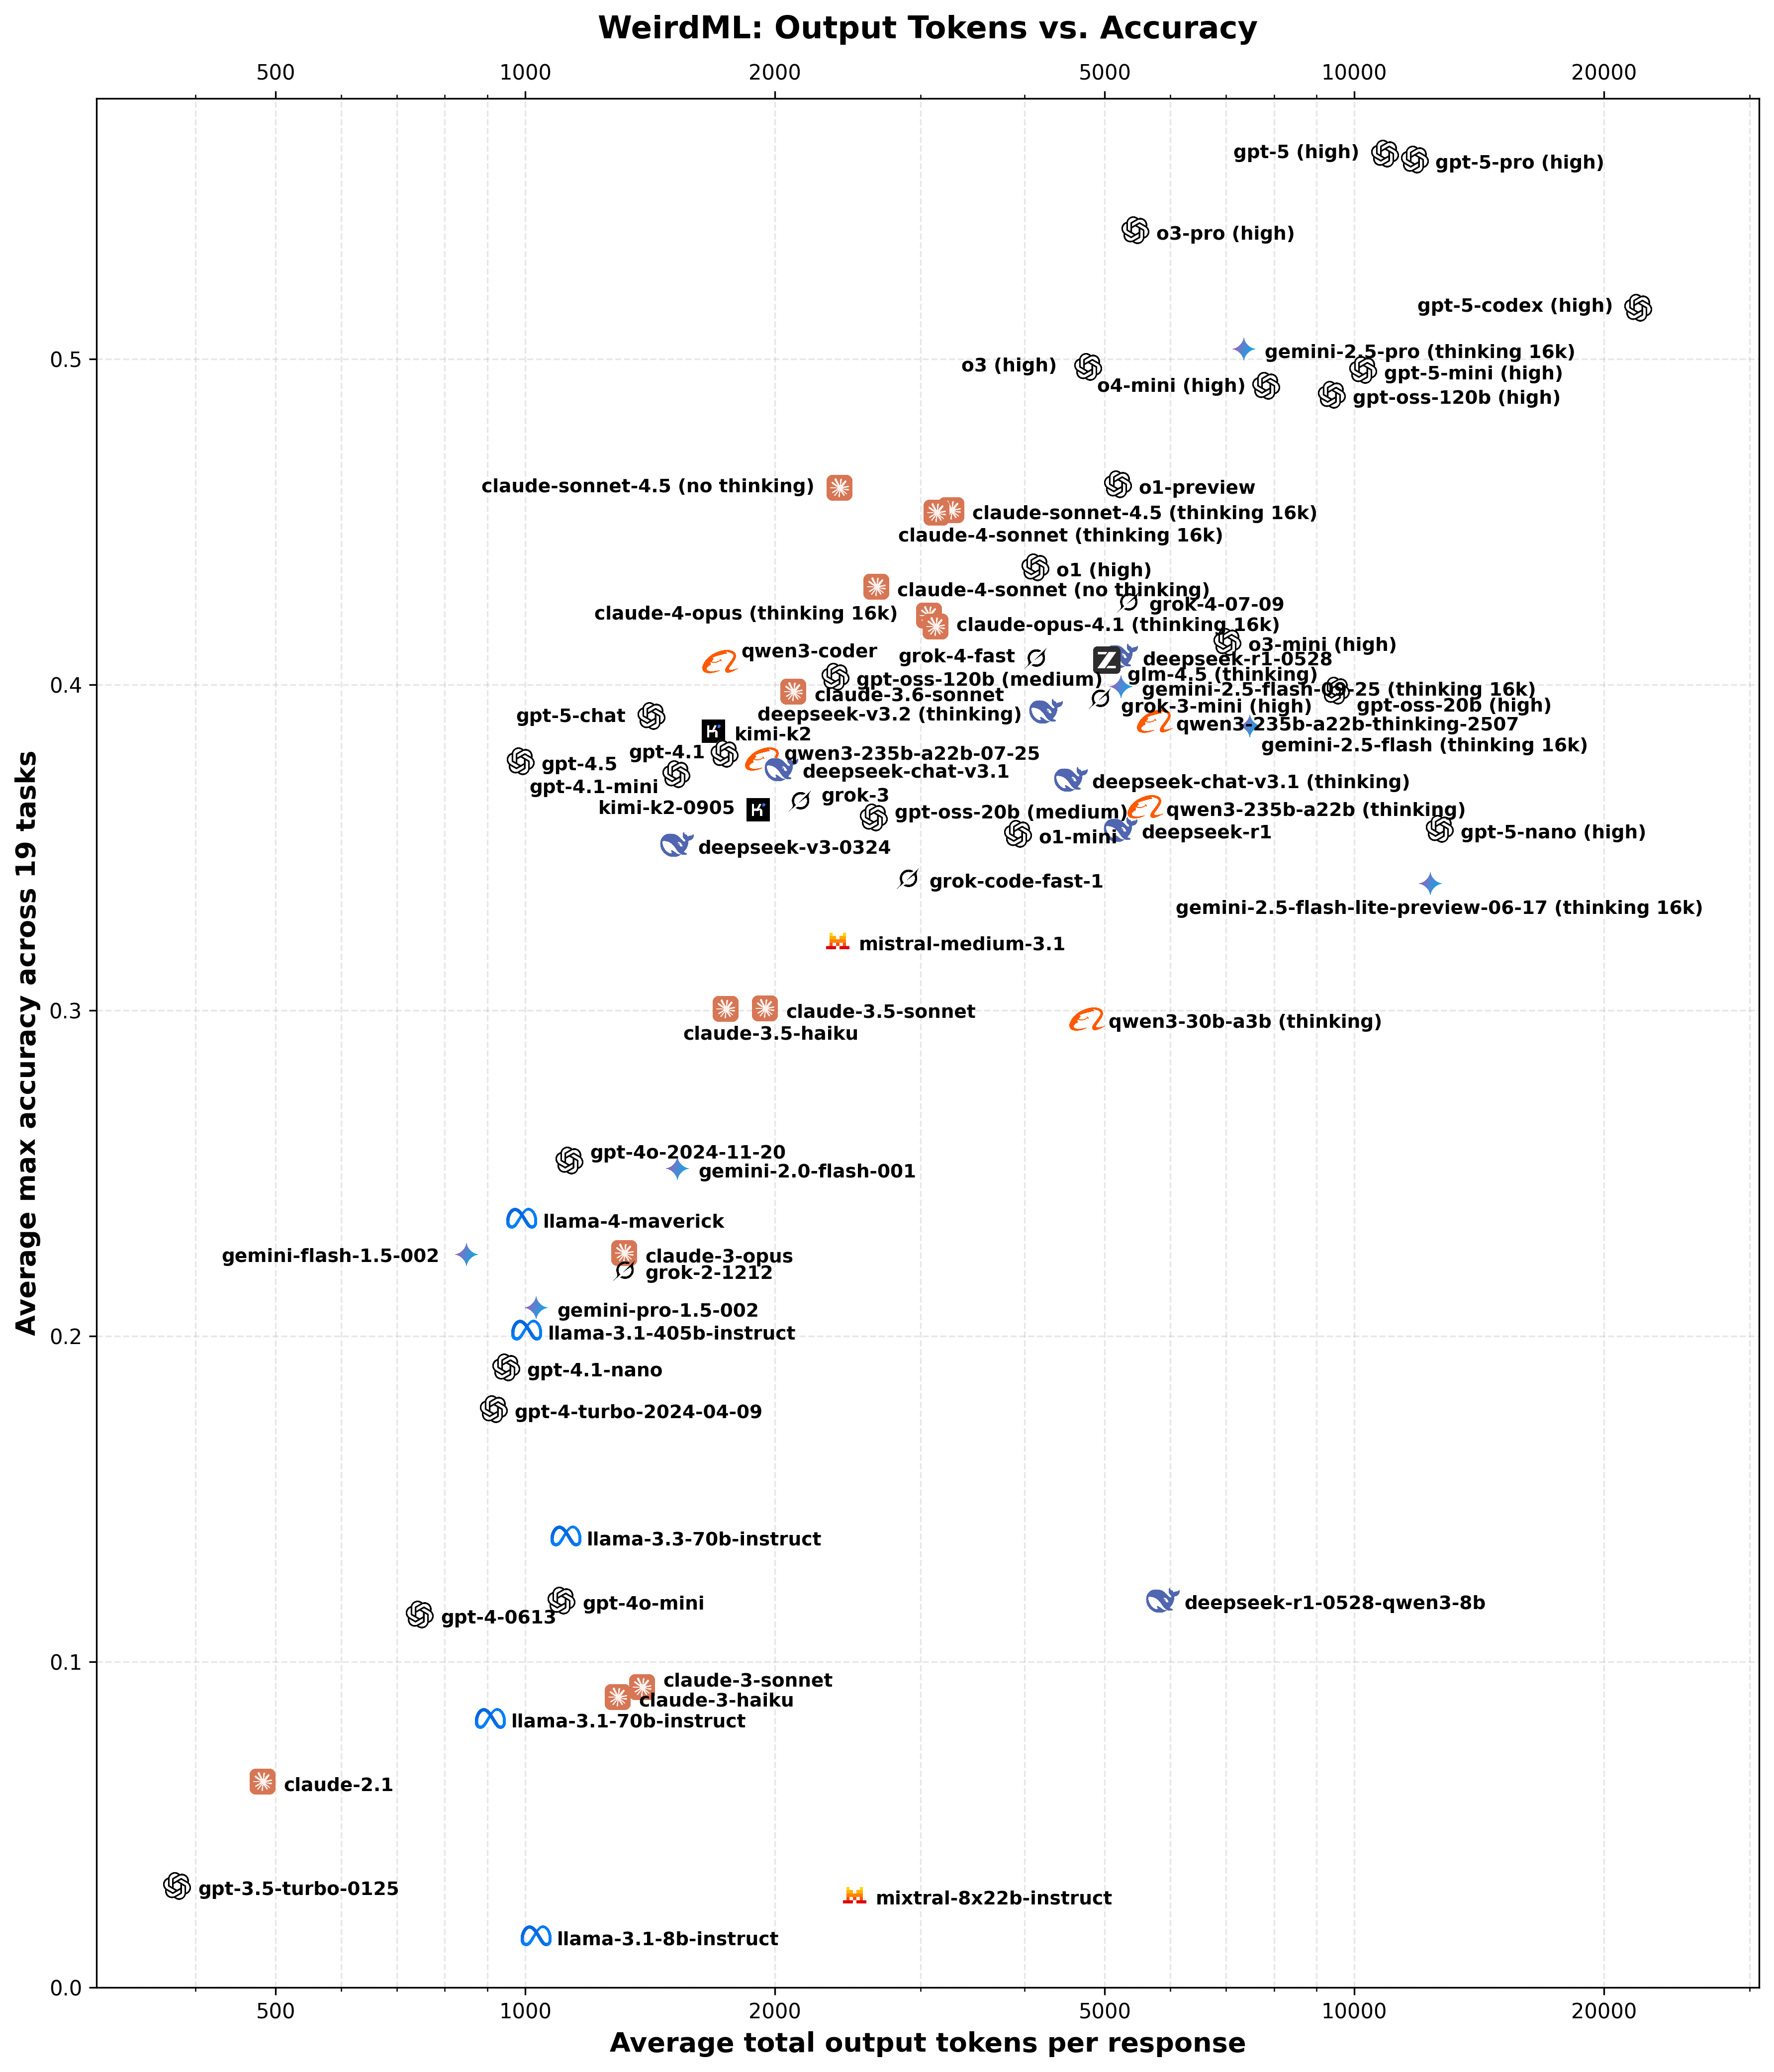 WeirdML: Output Tokens vs. Accuracy
500 1000 2000 5000 10000 20000
gpt-5 (high)
gpt-5-pro (high)
o3-pro (high)
gpt-5-codex (high)
0.5
gemini-2.5-pro (thinking 16k)
o3 (high)
gpt-5-mini (high)
o4-mini (high)
gpt-oss-120b (high)
claude-sonnet-4.5 (no thinking)
o1-preview
claude-sonnet-4.5 (thinking 16k)
claude-4-sonnet (thinking 16k)
o1 (high)
claude-4-sonnet (no thinking)
grok-4-07-09
claude-4-opus (thinking 16k)
claude-opus-4.1 (thinking 16k)
o3-mini (high)
qwen3-coder
grok-4-fast
deepseek-r1-0528
glm-4.5 (thinking)
gpt-oss-120b (medium)
0.4
gemini-2.5-flash-09-25 (thinking 16k)
claude-3.6-sonnet
gpt-oss-20b (high)
grok-3-mini (high)
deepseek-v3.2 (thinking)
gpt-5-chat
qwen3-235b-a22b-thinking-2507
kimi-k2
gemini-2.5-flash (thinking 16k)
gpt-4.1
qwen3-235b-a22b-07-25
gpt-4.5
deepseek-chat-v3.1
deepseek-chat-v3.1 (thinking)
gpt-4.1-mini
grok-3
kimi-k2-0905
gpt-oss-20b (medium)
qwen3-235b-a22b (thinking)
o1-mini
deepseek-r1
gpt-5-nano (high)
deepseek-v3-0324
grok-code-fast-1
gemini-2.5-flash-lite-preview-06-17 (thinking 16k)
mistral-medium-3.1
0.3
claude-3.5-sonnet
qwen3-30b-a3b (thinking)
claude-3.5-haiku
gpt-4o-2024-11-20
gemini-2.0-flash-001
llama-4-maverick
gemini-flash-1.5-002
claude-3-opus
grok-2-1212
gemini-pro-1.5-002
0.2
llama-3.1-405b-instruct
gpt-4.1-nano
gpt-4-turbo-2024-04-09
llama-3.3-70b-instruct
gpt-4o-mini
deepseek-r1-0528-qwen3-8b
gpt-4-0613
0.1
claude-3-sonnet
claude-3-haiku
llama-3.1-70b-instruct
claude-2.1
gpt-3.5-turbo-0125
mixtral-8x22b-instruct
llama-3.1-8b-instruct
0.0
Average max accuracy across 19 tasks
500 1000 2000 5000 10000 20000
Average total output tokens per response